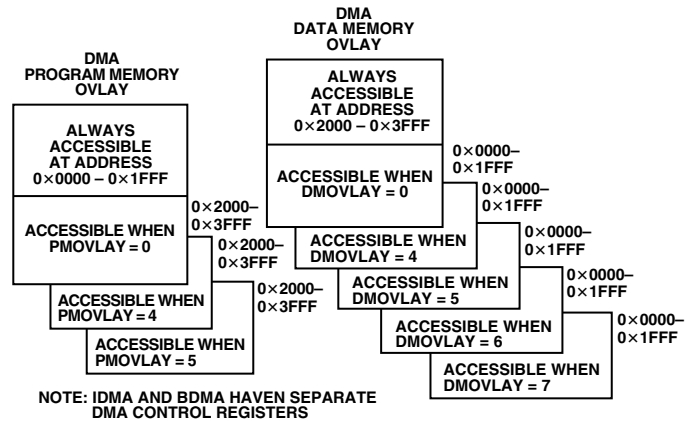 DMA
PROGRAM MEMORY
OVLAY
ALWAYS
ACCESSIBLE
AT ADDRESS
0×0000 – 0×1FFF
ACCESSIBLE WHEN
PMOVLAY = 0
0×2000–
0×3FFF
ACCESSIBLE WHEN
PMOVLAY = 4
0×2000–
0×3FFF
ACCESSIBLE WHEN
PMOVLAY = 5
0×2000–
0×3FFF
DMA
DATA MEMORY
OVLAY
ALWAYS
ACCESSIBLE
AT ADDRESS
0×2000 – 0×3FFF
ACCESSIBLE WHEN
DMOVLAY = 0
0×0000–
0×1FFF
ACCESSIBLE WHEN
DMOVLAY = 4
0×0000–
0×1FFF
ACCESSIBLE WHEN
DMOVLAY = 5
0×0000–
0×1FFF
ACCESSIBLE WHEN
DMOVLAY = 6
0×0000–
0×1FFF
ACCESSIBLE WHEN
DMOVLAY = 7
0×0000–
0×1FFF
NOTE: IDMA AND BDMA HAVEN SEPARATE
DMA CONTROL REGISTERS